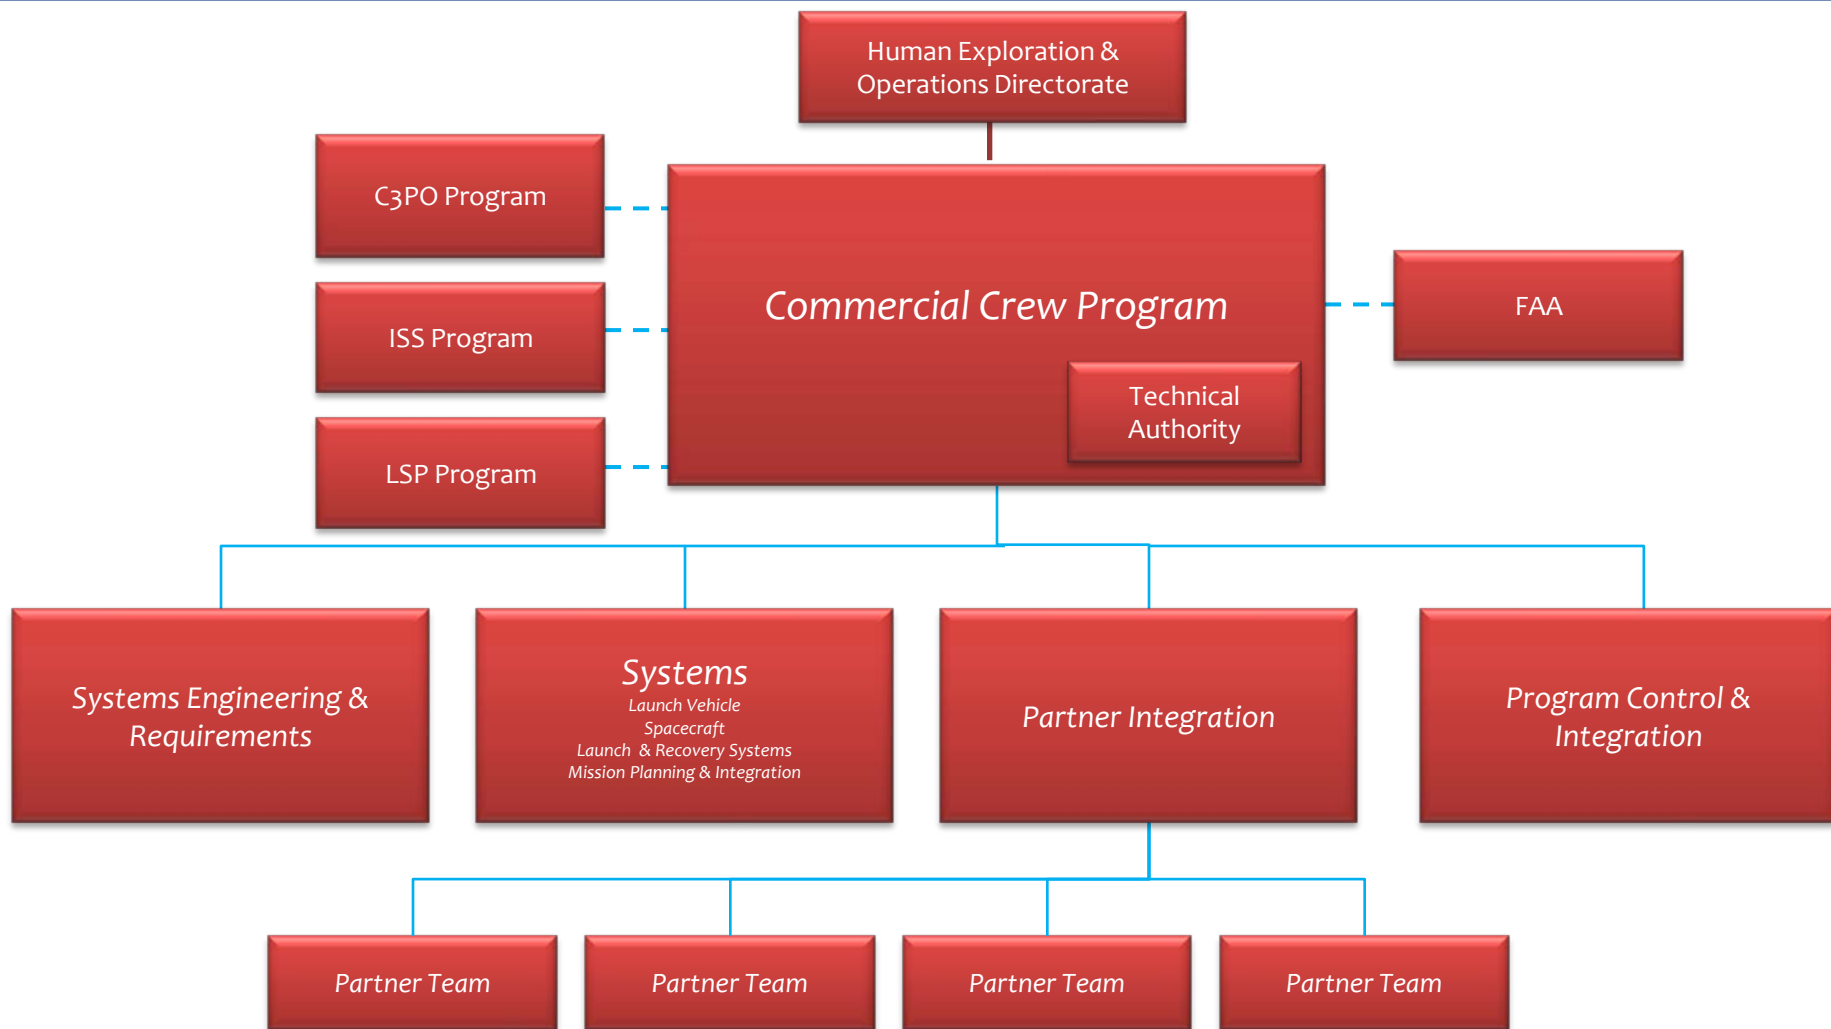 Human Exploration &
Operations Directorate
C3PO Program
ISS Program
LSP Program
Commercial Crew Program
Technical
Authority
FAA
Systems Engineering &
Requirements
Systems
Launch Vehicle
Spacecraft
Launch & Recovery Systems
Mission Planning & Integration
Partner Integration
Program Control &
Integration
Partner Team
Partner Team
Partner Team
Partner Team